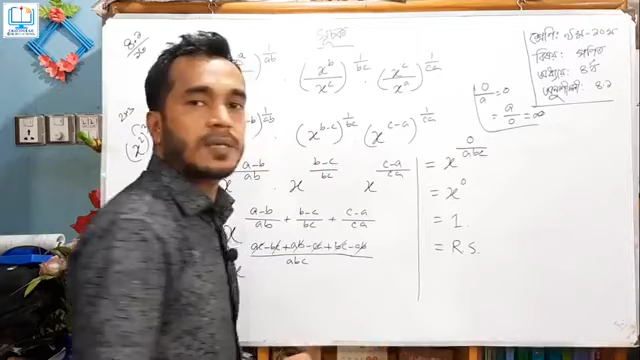 সূচক
শ্রেণি: ৯ম-১০ম
বিষয়: গণিত
অধ্যায়: ৪র্থ
অনুশীলনী: ৪.১
0/a = 0
a/0 = ∞
(x^b/x^c)^(1/bc) · (x^c/x^a)^(1/ca)
(x^(b-c))^(1/bc) (x^(c-a))^(1/ca)
x^((a-b)/ab) · x^((b-c)/bc) x^((c-a)/ca)
x^((a-b)/ab + (b-c)/bc + (c-a)/ca)
x^((ac-bc+ab-ac+bc-ab)/abc)
= x^(0/abc)
= x^0
= 1.
= R.S.